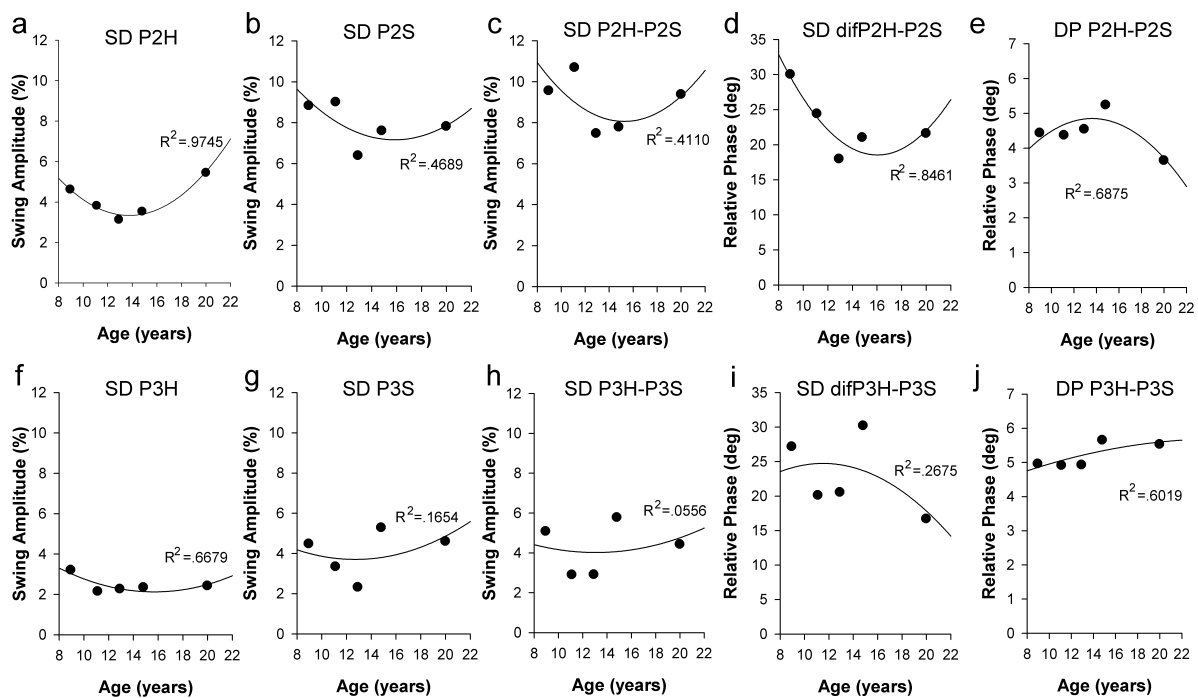 a
SD P2H
Swing Amplitude (%)
12
10
8
6
4
2
0
R2=.9745
8 10 12 14 16 18 20 22
Age (years)
b
SD P2S
Swing Amplitude (%)
12
10
8
6
4
2
0
R2=.4689
8 10 12 14 16 18 20 22
Age (years)
c
SD P2H-P2S
Swing Amplitude (%)
12
10
8
6
4
2
0
R2=.4110
8 10 12 14 16 18 20 22
Age (years)
d
SD difP2H-P2S
Relative Phase (deg)
35
30
25
20
15
10
5
0
R2=.8461
8 10 12 14 16 18 20 22
Age (years)
e
DP P2H-P2S
Relative Phase (deg)
7
6
5
4
3
2
1
0
R2=.6875
8 10 12 14 16 18 20 22
Age (years)
f
SD P3H
Swing Amplitude (%)
12
10
8
6
4
2
0
R2=.6679
8 10 12 14 16 18 20 22
Age (years)
g
SD P3S
Swing Amplitude (%)
12
10
8
6
4
2
0
R2=.1654
8 10 12 14 16 18 20 22
Age (years)
h
SD P3H-P3S
Swing Amplitude (%)
12
10
8
6
4
2
0
R2=.0556
8 10 12 14 16 18 20 22
Age (years)
i
SD difP3H-P3S
Relative Phase (deg)
35
30
25
20
15
10
5
0
R2=.2675
8 10 12 14 16 18 20 22
Age (years)
j
DP P3H-P3S
Relative Phase (deg)
7
6
5
4
3
2
1
0
R2=.6019
8 10 12 14 16 18 20 22
Age (years)